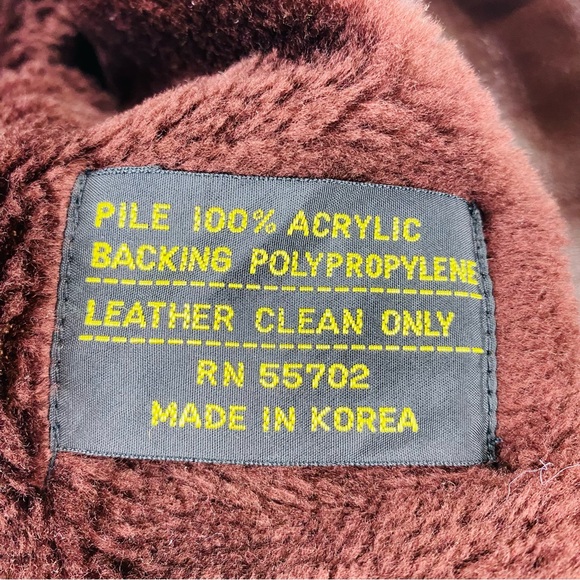 PILE 100% ACRYLIC
BACKING POLYPROPYLENE
LEATHER CLEAN ONLY
RN 55702
MADE IN KOREA